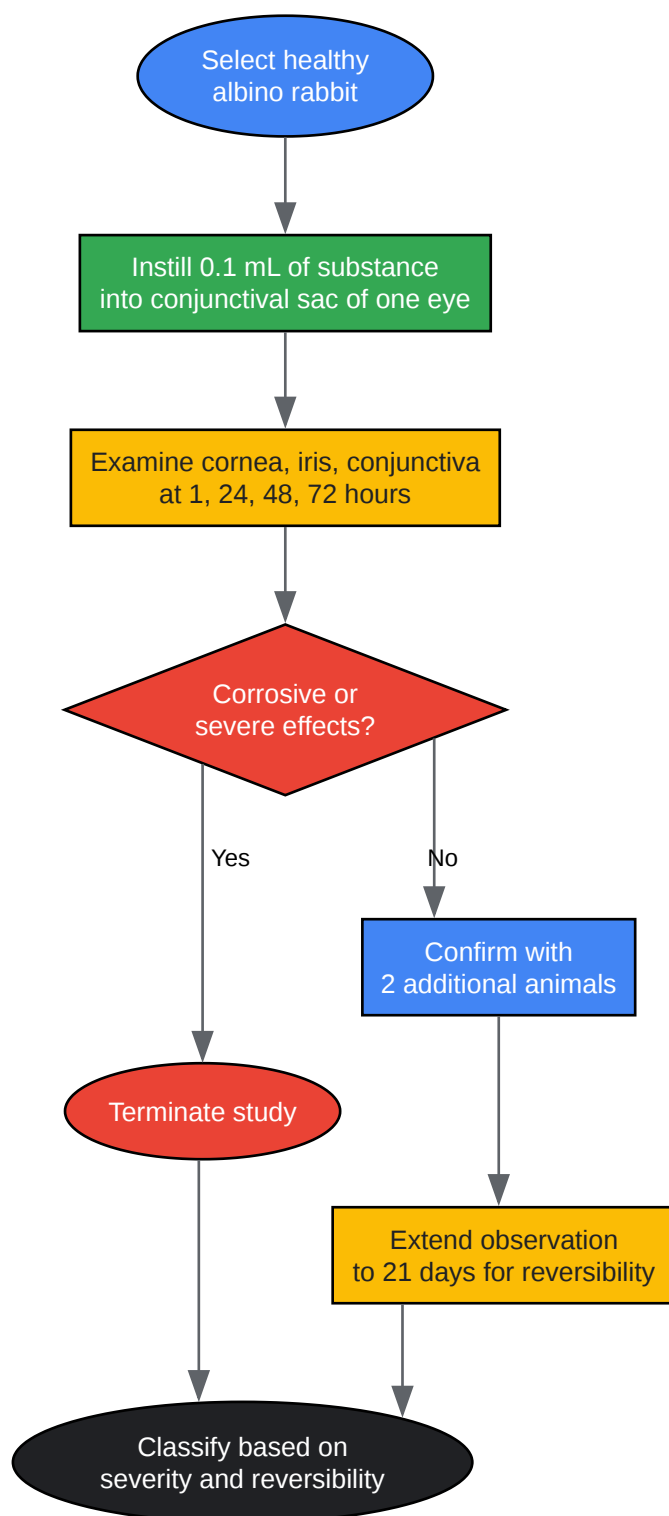 Select healthy
albino rabbit
Instill 0.1 mL of substance
into conjunctival sac of one eye
Examine cornea, iris, conjunctiva
at 1, 24, 48, 72 hours
Corrosive or
severe effects?
Yes
No
Confirm with
2 additional animals
Terminate study
Extend observation
to 21 days for reversibility
Classify based on
severity and reversibility